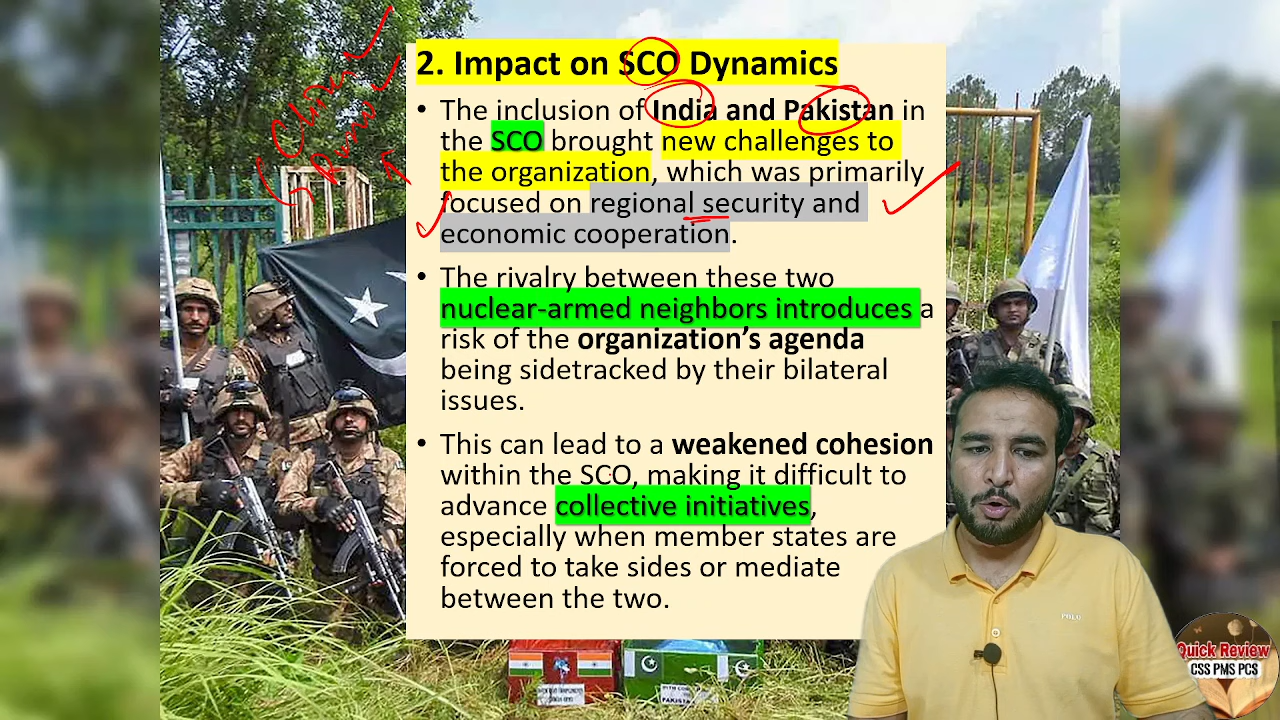 2. Impact on SCO Dynamics
• The inclusion of India and Pakistan in
the SCO brought new challenges to
the organization, which was primarily
focused on regional security and
economic cooperation.
• The rivalry between these two
nuclear-armed neighbors introduces a
risk of the organization's agenda
being sidetracked by their bilateral
issues.
• This can lead to a weakened cohesion
within the SCO, making it difficult to
advance collective initiatives,
especially when member states are
forced to take sides or mediate
between the two.
China
POLO
Quick Review
CSS PMS PCS